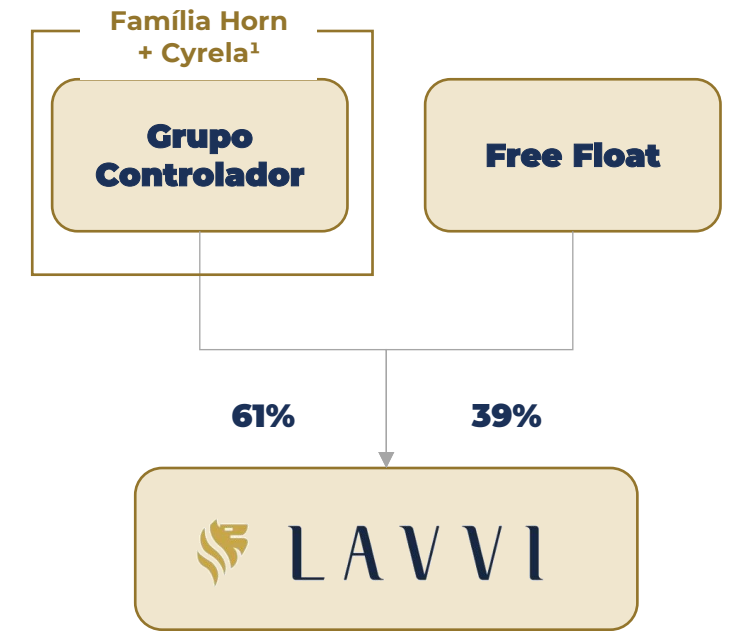 Família Horn
+ Cyrela¹
Grupo
Controlador
Free Float
61%
39%
LAVVI